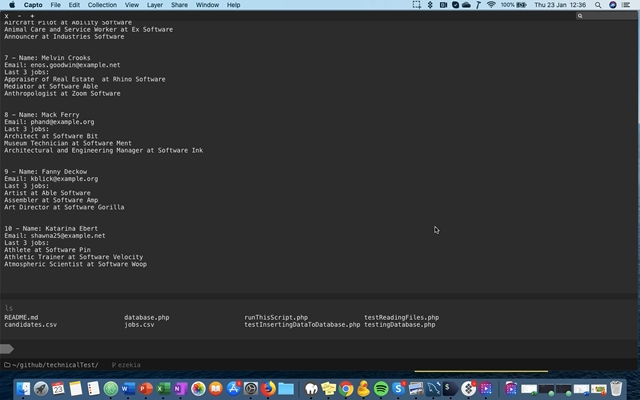 Capto File Edit View Layer Share Window Help 100% Thu 23 Jan 12:36
x - +
Aircraft Pilot at Ability Software
Animal Care and Service Worker at Ex Software
Announcer at Industries Software
7 - Name: Melvin Crooks
Email: enos.goodwin@example.net
Last 3 jobs:
Appraiser of Real Estate at Rhino Software
Mediator at Software Able
Anthropologist at Zoom Software
8 - Name: Mack Ferry
Email: phand@example.org
Last 3 jobs:
Architect at Software Bit
Museum Technician at Software Ment
Architectural and Engineering Manager at Software Ink
9 - Name: Fanny Deckow
Email: kblick@example.org
Last 3 jobs:
Artist at Able Software
Assembler at Software Amp
Art Director at Software Gorilla
10 - Name: Katarina Ebert
Email: shawna25@example.net
Last 3 jobs:
Athlete at Software Pin
Athletic Trainer at Software Velocity
Atmospheric Scientist at Software Woop
ls
README.md database.php runThisScript.php testReadingFiles.php
candidates.csv jobs.csv testInsertingDataToDatabase.php testingDatabase.php
~/github/technicalTest/ ezekia